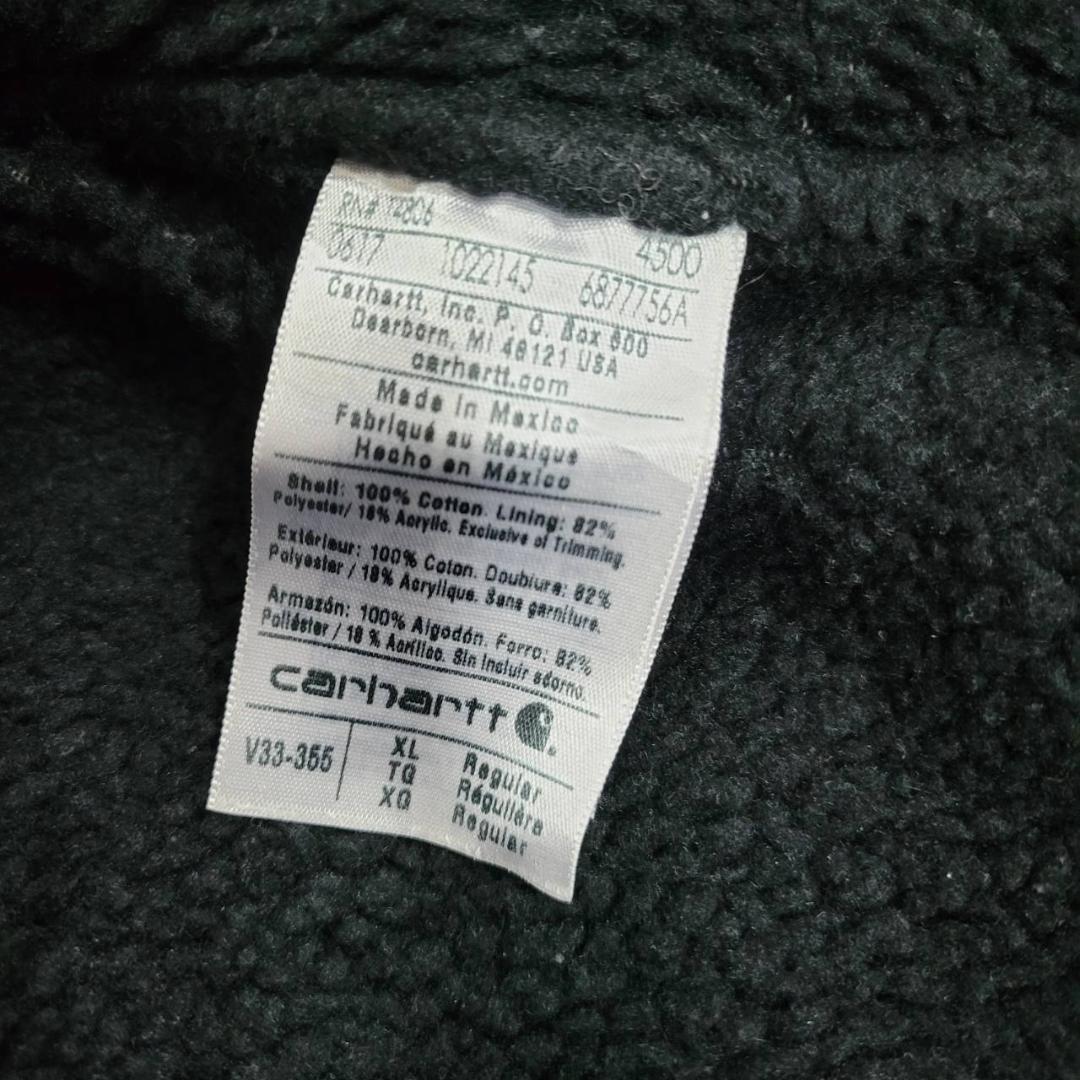 RN# 14806
4500
0617 1022145 6877756A
Carhartt, Inc. P. O. Box 600
Dearborn, MI 48121 USA
carhartt.com
Made in Mexico
Fabriqué au Mexique
Hecho en México
Shell: 100% Cotton. Lining: 82%
Polyester/ 18% Acrylic. Exclusive of Trimming.
Extérieur: 100% Coton. Doublure: 82%
Polyester / 18% Acrylique. Sans garniture.
Armazón: 100% Algodón. Forro: 82%
Poliéster / 18 % Acrílico. Sin incluir adorno.
carhartt
V33-355
XL Regular
TG Régulière
XG Regular